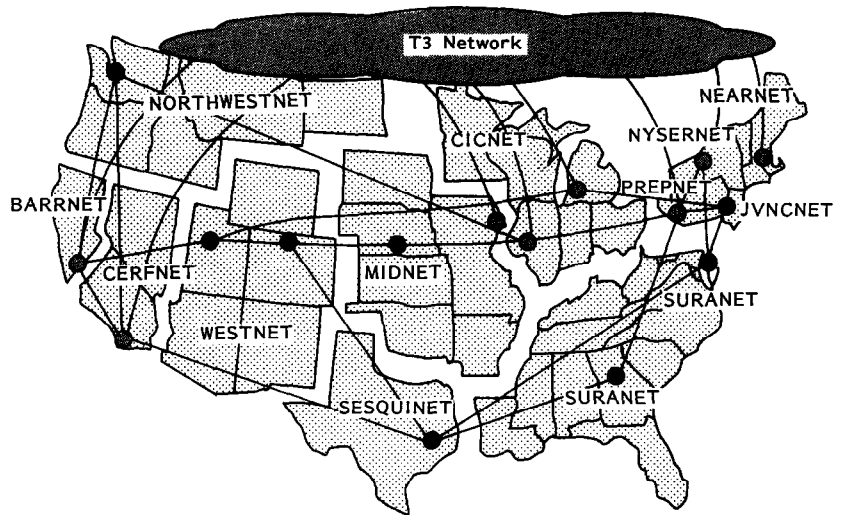 T3 Network
NORTHWESTNET
NEARNET
CICNET
NYSERNET
PREPNET
BARRNET
JVNCNET
CERFNET
MIDNET
SURANET
WESTNET
SESQUINET
SURANET